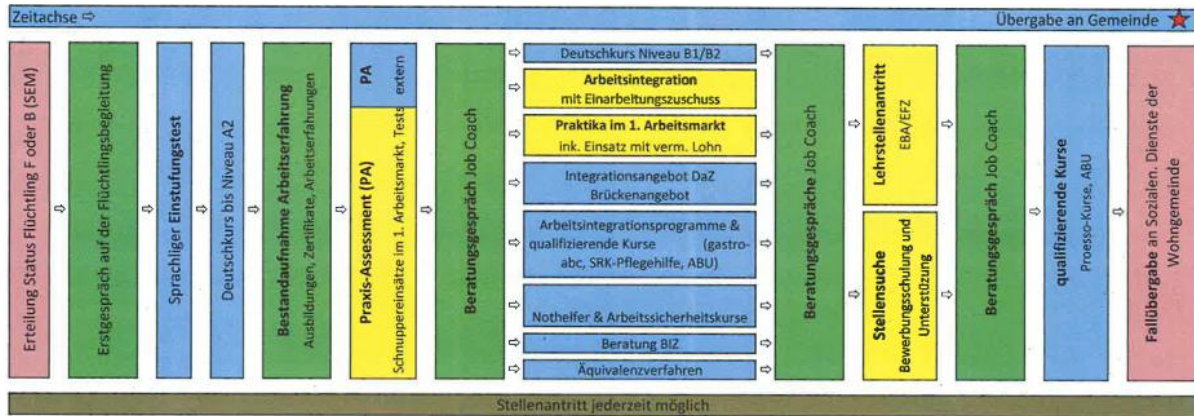 Zeitachse ⇨
Übergabe an Gemeinde
Erteilung Status Flüchtling F oder B (SEM)
Erstgespräch auf der Flüchtlingsbegleitung
Sprachliger Einstufungstest
Deutschkurs bis Niveau A2
Bestandaufnahme Arbeitserfahrung
Ausbildungen, Zertifikate, Arbeitserfahrungen
PA
extern
Praxis-Assessment (PA)
Schnuppereinsätze im 1. Arbeitsmarkt, Tests
Beratungsgespräch Job Coach
Deutschkurs Niveau B1/B2
Arbeitsintegration
mit Einarbeitungszuschuss
Praktika im 1. Arbeitsmarkt
ink. Einsatz mit verm. Lohn
Integrationsangebot DaZ
Brückenangebot
Arbeitsintegrationsprogramme &
qualifizierende Kurse (gastro-
abc, SRK-Pflegehilfe, ABU)
Nothelfer & Arbeitssicherheitskurse
Beratung BIZ
Äquivalenzverfahren
Beratungsgespräche Job Coach
Lehrstellenantritt
EBA/EFZ
Stellensuche
Bewerbungsschulung und
Unterstüzung
Beratungsgespräch Job Coach
qualifizierende Kurse
Proesso-Kurse, ABU
Fallübergabe an Sozialen. Dienste der
Wohngemeinde
Stellenantritt jederzeit möglich